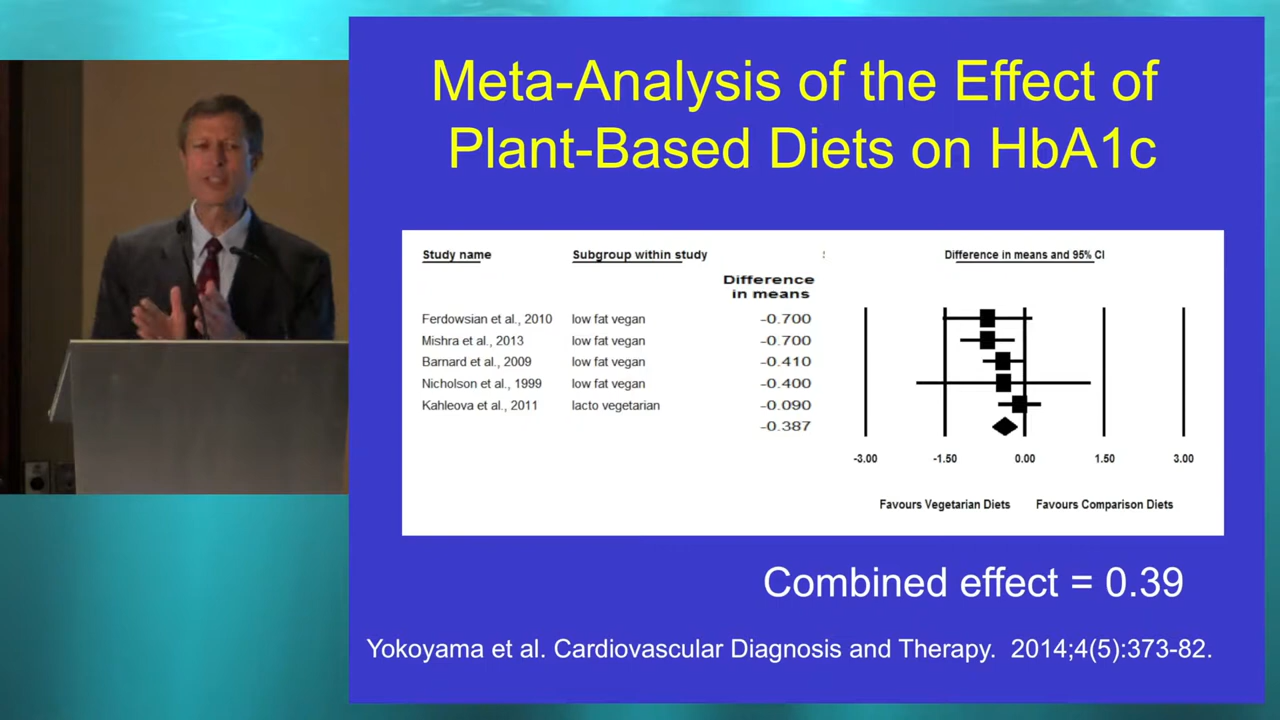 Meta-Analysis of the Effect of
Plant-Based Diets on HbA1c
Study name Subgroup within study Difference in means and 95% CI
Difference
in means
Ferdowsian et al., 2010 low fat vegan -0.700
Mishra et al., 2013 low fat vegan -0.700
Barnard et al., 2009 low fat vegan -0.410
Nicholson et al., 1999 low fat vegan -0.400
Kahleova et al., 2011 lacto vegetarian -0.090
-0.387
-3.00 -1.50 0.00 1.50 3.00
Favours Vegetarian Diets Favours Comparison Diets
Combined effect = 0.39
Yokoyama et al. Cardiovascular Diagnosis and Therapy. 2014;4(5):373-82.